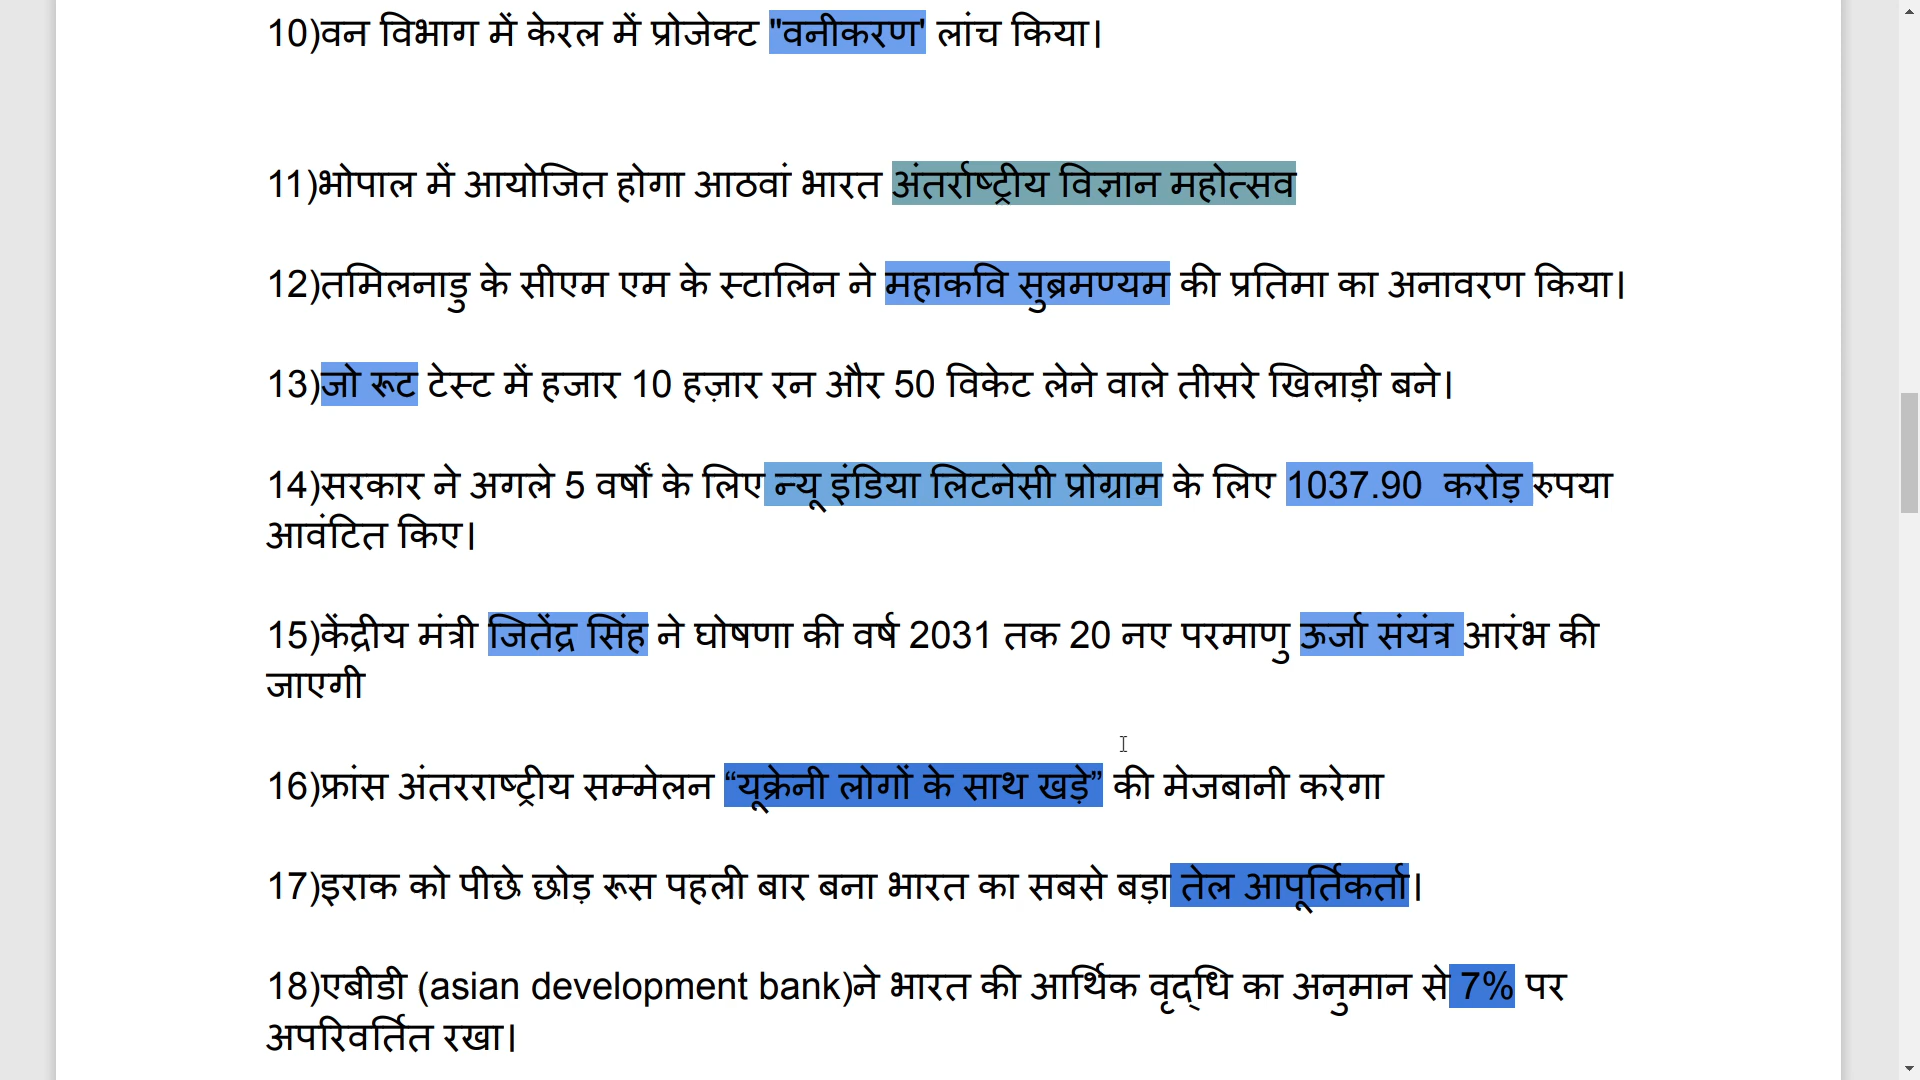 10)वन विभाग में केरल में प्रोजेक्ट "वनीकरण' लांच किया।
11)भोपाल में आयोजित होगा आठवां भारत अंतर्राष्ट्रीय विज्ञान महोत्सव
12)तमिलनाडु के सीएम एम के स्टालिन ने महाकवि सुब्रमण्यम की प्रतिमा का अनावरण किया।
13)जो रूट टेस्ट में हजार 10 हज़ार रन और 50 विकेट लेने वाले तीसरे खिलाड़ी बने।
14)सरकार ने अगले 5 वर्षों के लिए न्यू इंडिया लिटनेसी प्रोग्राम के लिए 1037.90 करोड़ रुपया
आवंटित किए।
15)केंद्रीय मंत्री जितेंद्र सिंह ने घोषणा की वर्ष 2031 तक 20 नए परमाणु ऊर्जा संयंत्र आरंभ की
जाएगी
16)फ्रांस अंतरराष्ट्रीय सम्मेलन “यूक्रेनी लोगों के साथ खड़े” की मेजबानी करेगा
17)इराक को पीछे छोड़ रूस पहली बार बना भारत का सबसे बड़ा तेल आपूर्तिकर्ता।
18)एबीडी (asian development bank)ने भारत की आर्थिक वृद्धि का अनुमान से 7% पर
अपरिवर्तित रखा।